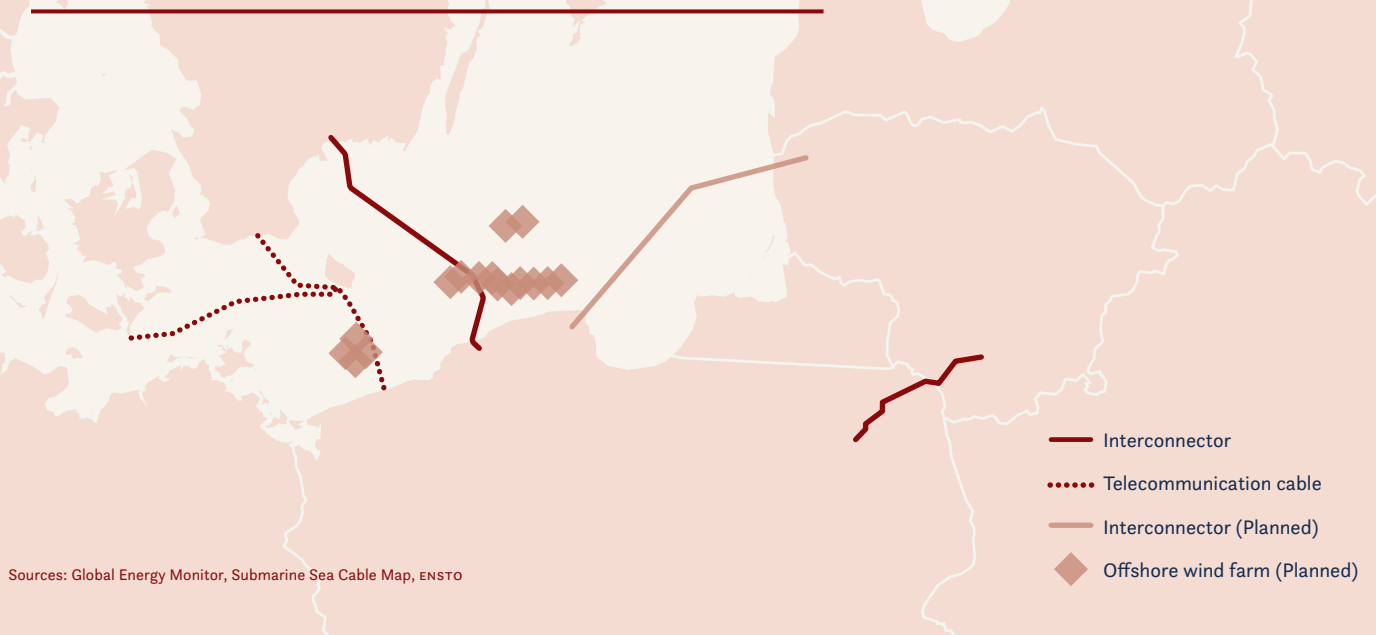 Interconnector
Telecommunication cable
Interconnector (Planned)
Offshore wind farm (Planned)
Sources: Global Energy Monitor, Submarine Sea Cable Map, ENSTO